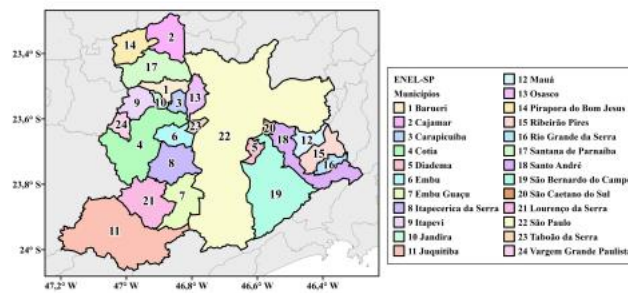 23,4° S
23,6° S
23,8° S
24° S
47,2° W
47° W
46,8° W
46,6° W
46,4° W
14
2
17
1
9
10
3
13
24
23
4
6
22
20
5
18
12
15
16
8
19
21
7
11
ENEL-SP
Municípios
1 Barueri
2 Cajamar
3 Carapicuíba
4 Cotia
5 Diadema
6 Embu
7 Embu Guaçu
8 Itapecerica da Serra
9 Itapevi
10 Jandira
11 Juquitiba
12 Mauá
13 Osasco
14 Pirapora do Bom Jesus
15 Ribeirão Pires
16 Rio Grande da Serra
17 Santana de Parnaíba
18 Santo André
19 São Bernardo do Campo
20 São Caetano do Sul
21 Lourenço da Serra
22 São Paulo
23 Taboão da Serra
24 Vargem Grande Paulista